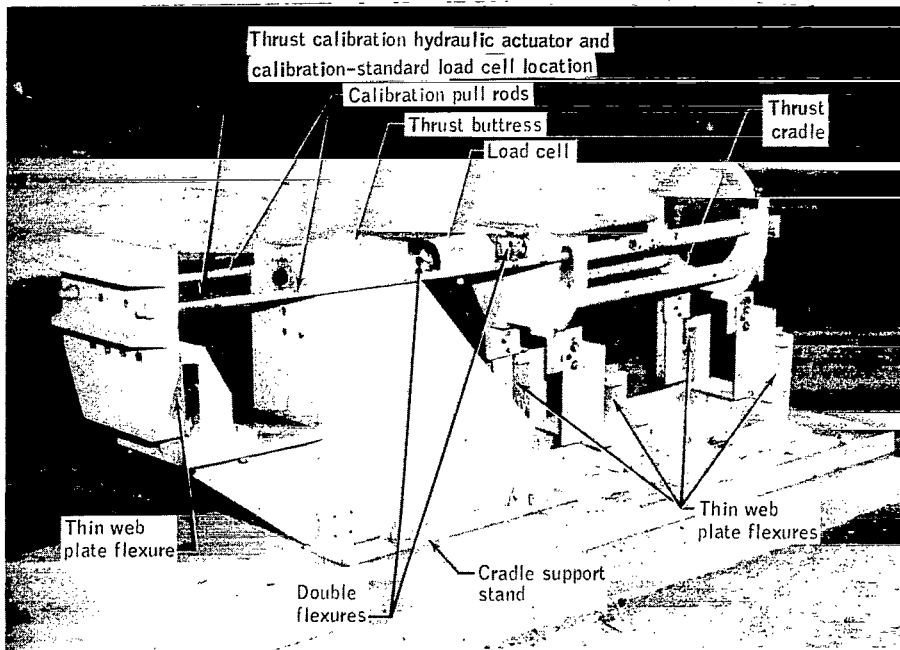 Thrust calibration hydraulic actuator and
calibration-standard load cell location
Calibration pull rods
Thrust buttress
Load cell
Thrust
cradle
Thin web
plate flexure
Double
flexures
Cradle support
stand
Thin web
plate flexures